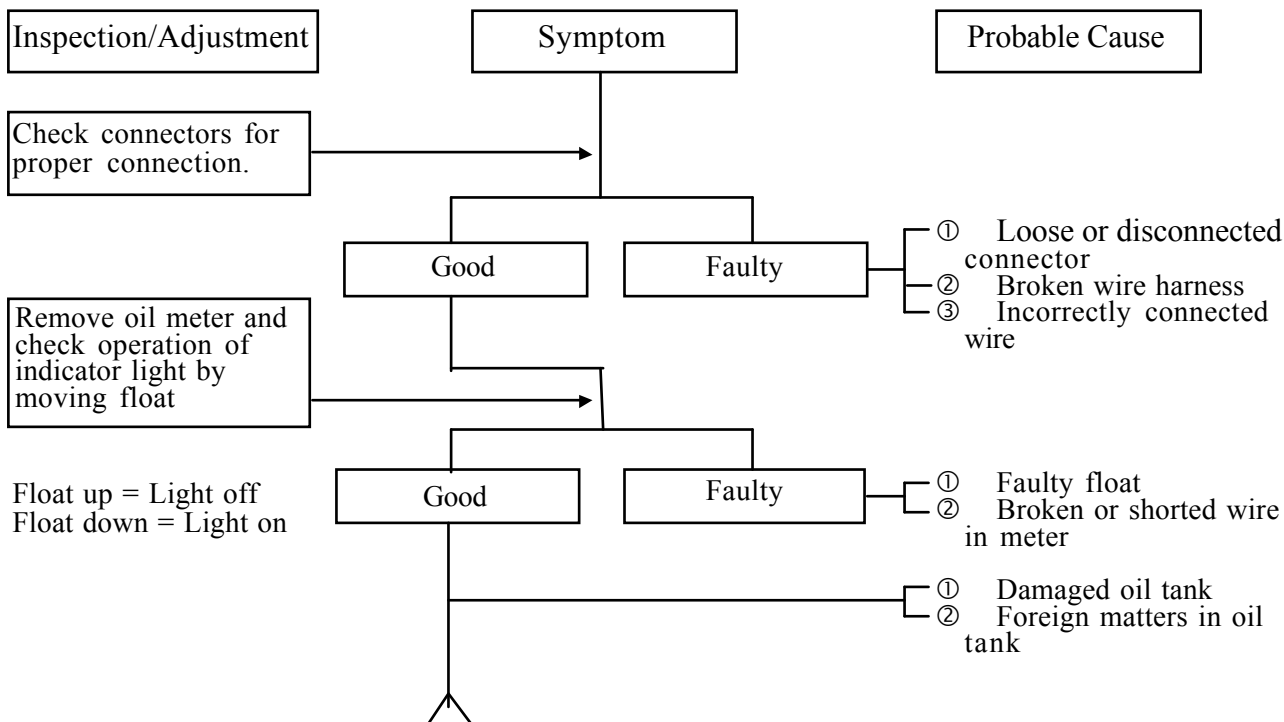 Inspection/Adjustment
Symptom
Probable Cause
Check connectors for
proper connection.
Good
Faulty
① Loose or disconnected
connector
② Broken wire harness
③ Incorrectly connected
wire
Remove oil meter and
check operation of
indicator light by
moving float
Float up = Light off
Float down = Light on
Good
Faulty
① Faulty float
② Broken or shorted wire
in meter
① Damaged oil tank
② Foreign matters in oil
tank